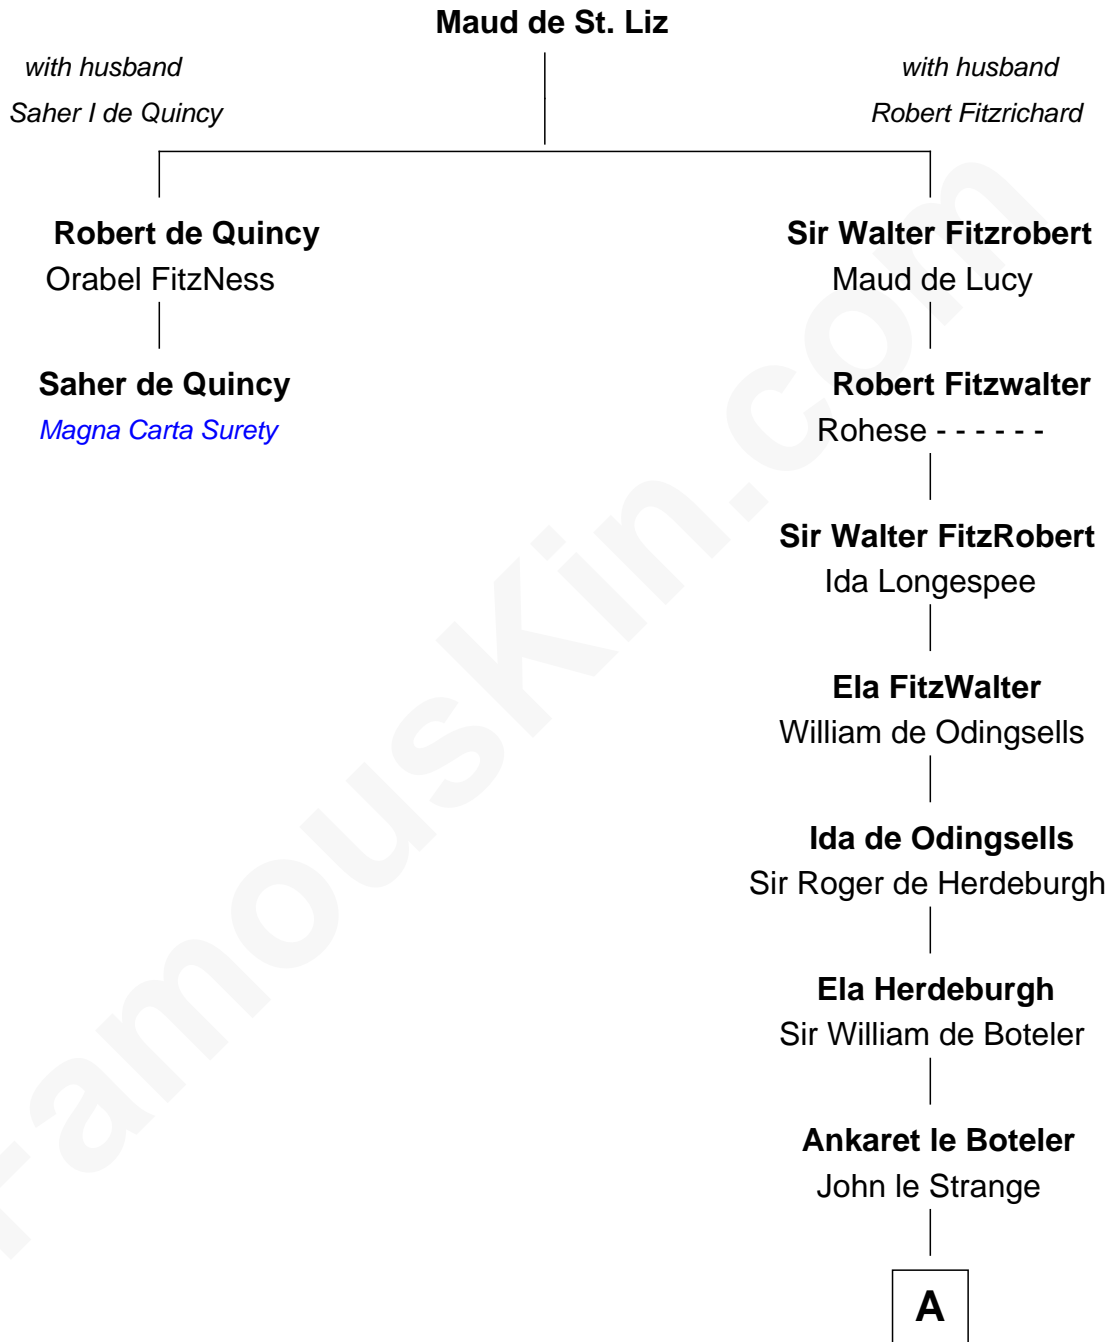 Maud de St. Liz
with husband
Saher I de Quincy
with husband
Robert Fitzrichard
Robert de Quincy
Orabel FitzNess
Saher de Quincy
Magna Carta Surety
Sir Walter Fitzrobert
Maud de Lucy
Robert Fitzwalter
Rohese - - - - - -
Sir Walter FitzRobert
Ida Longespee
Ela FitzWalter
William de Odingsells
Ida de Odingsells
Sir Roger de Herdeburgh
Ela Herdeburgh
Sir William de Boteler
Ankaret le Boteler
John le Strange
A
FamousKin.com